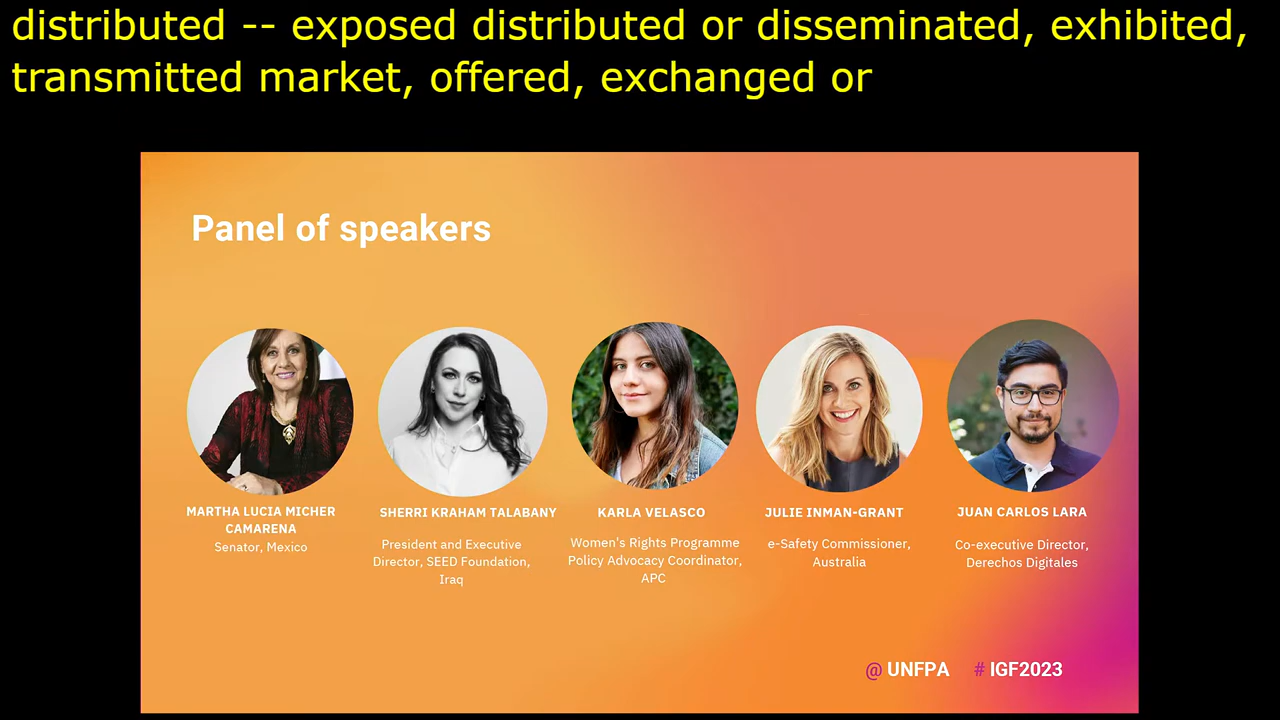 distributed -- exposed distributed or disseminated, exhibited,
transmitted market, offered, exchanged or
Panel of speakers
MARTHA LUCIA MICHER
CAMARENA
Senator, Mexico
SHERRI KRAHAM TALABANY
President and Executive
Director, SEED Foundation,
Iraq
KARLA VELASCO
Women's Rights Programme
Policy Advocacy Coordinator,
APC
JULIE INMAN-GRANT
e-Safety Commissioner,
Australia
JUAN CARLOS LARA
Co-executive Director,
Derechos Digitales
@ UNFPA # IGF2023